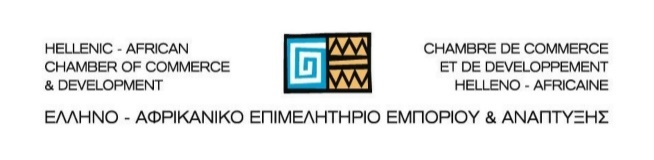 HELLENIC - AFRICAN
CHAMBER OF COMMERCE
& DEVELOPMENT
CHAMBRE DE COMMERCE
ET DE DEVELOPPEMENT
HELLENO - AFRICAINE
ΕΛΛΗΝΟ - ΑΦΡΙΚΑΝΙΚΟ ΕΠΙΜΕΛΗΤΗΡΙΟ ΕΜΠΟΡΙΟΥ & ΑΝΑΠΤΥΞΗΣ